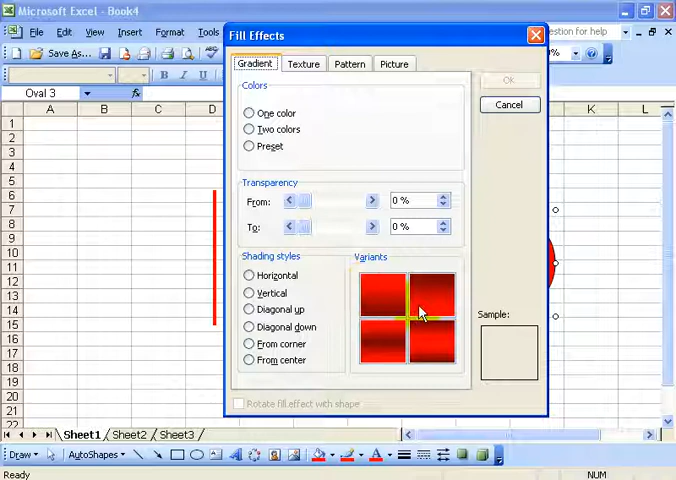 Microsoft Excel - Book4
File Edit View Insert Format Tools
Save As...
B I U
Oval 3 fx
Fill Effects
Gradient Texture Pattern Picture
Colors
One color
Two colors
Preset
Transparency
From: 0 %
To: 0 %
Shading styles
Horizontal
Vertical
Diagonal up
Diagonal down
From corner
From center
Variants
Ok
Cancel
Sample:
Rotate fill effect with shape
A B C D K L
1
2
3
4
5
6
7
8
9
10
11
12
13
14
15
16
17
18
19
20
21
22
Sheet1 Sheet2 Sheet3
Draw AutoShapes
Ready NUM